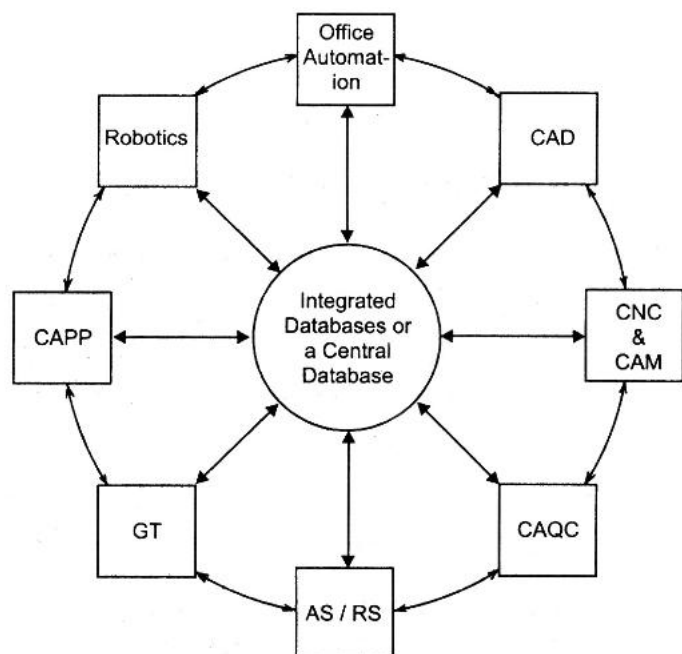 Office
Automat-
ion
Robotics
CAD
Integrated
Databases or
a Central
Database
CAPP
CNC
&
CAM
GT
CAQC
AS / RS